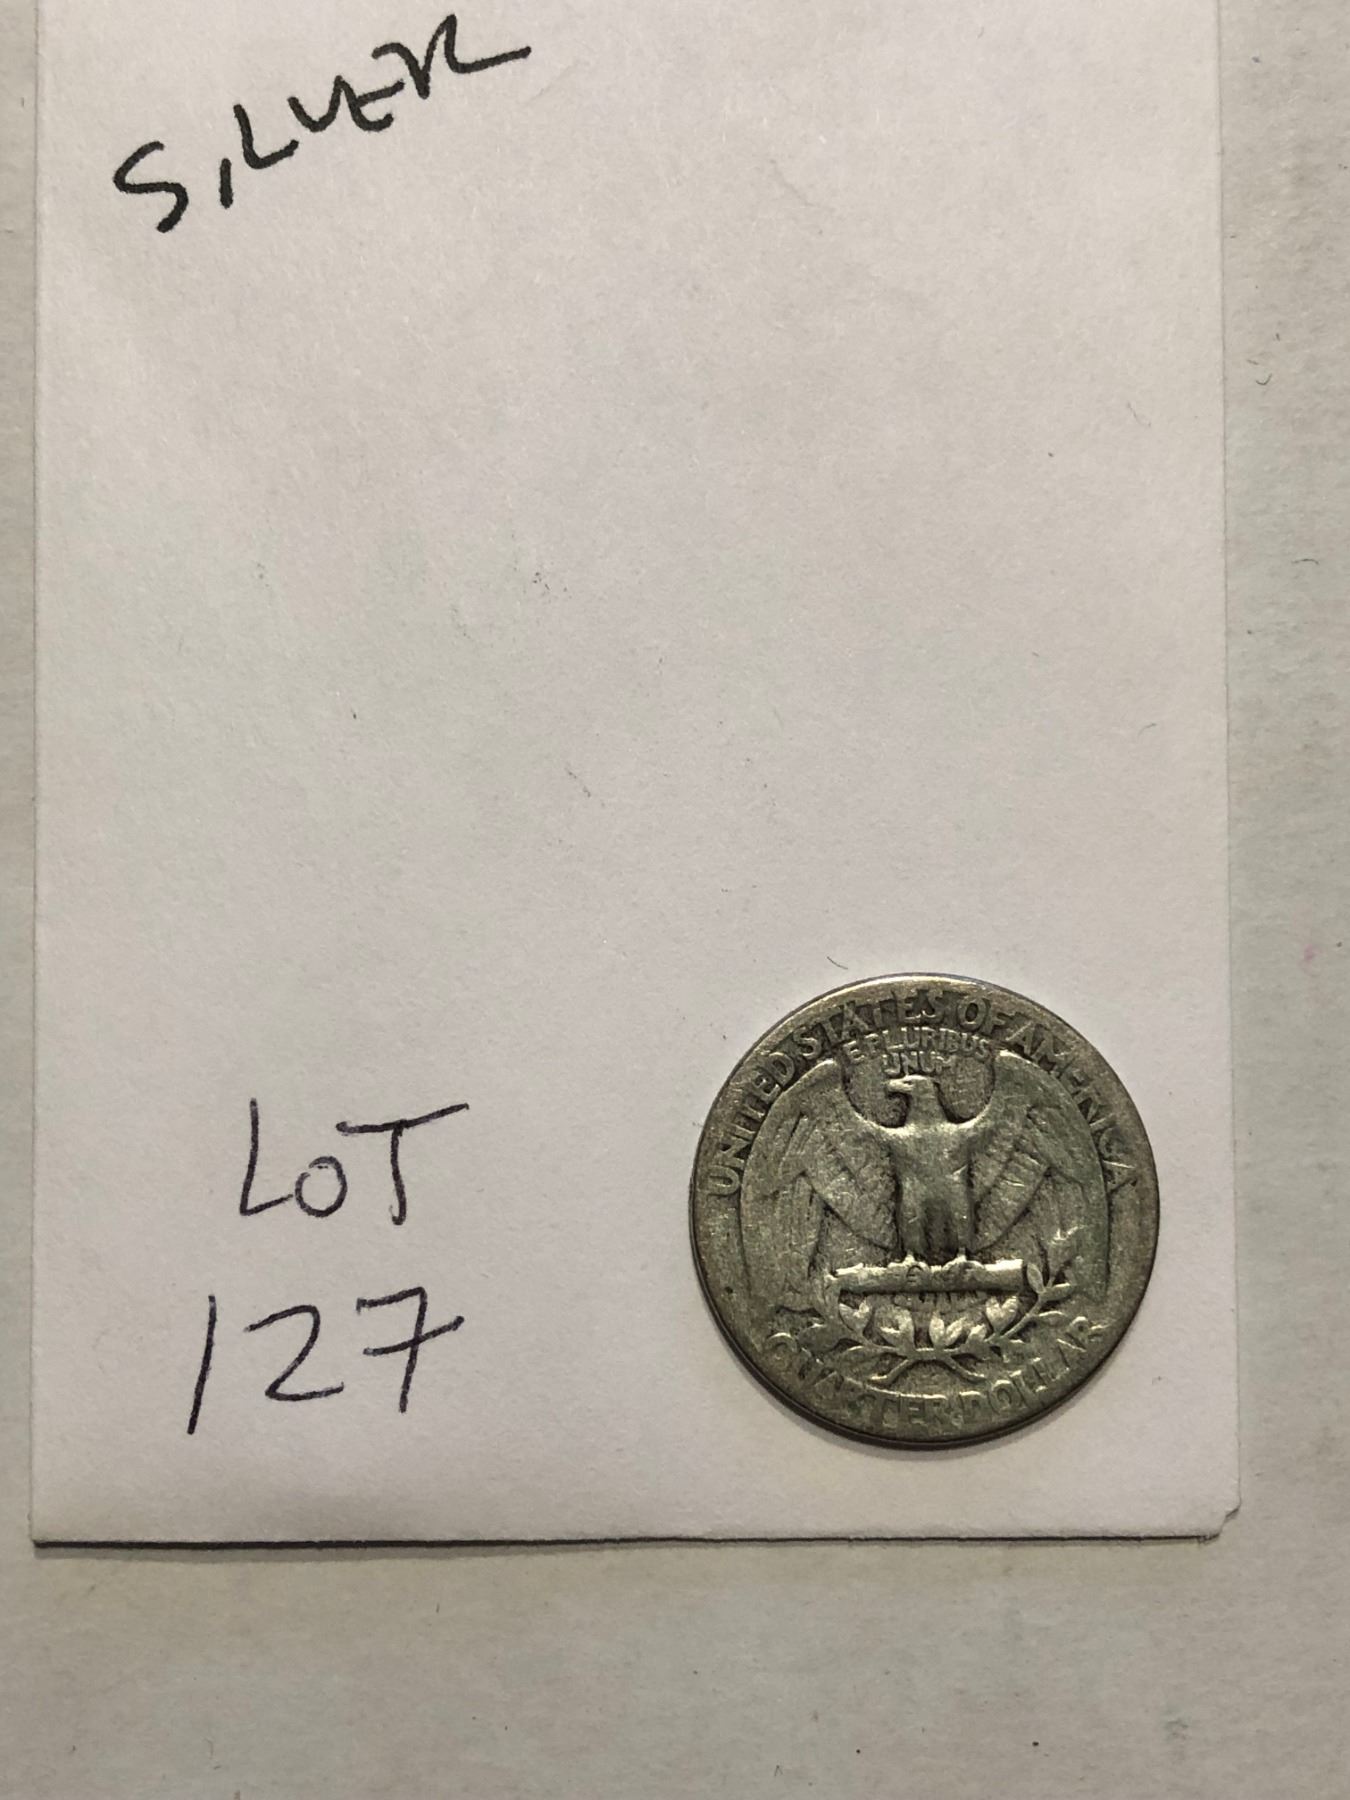 SILVER
UNITED STATES OF AMERICA
E PLURIBUS
UNUM
LOT
127
QUARTER DOLLAR